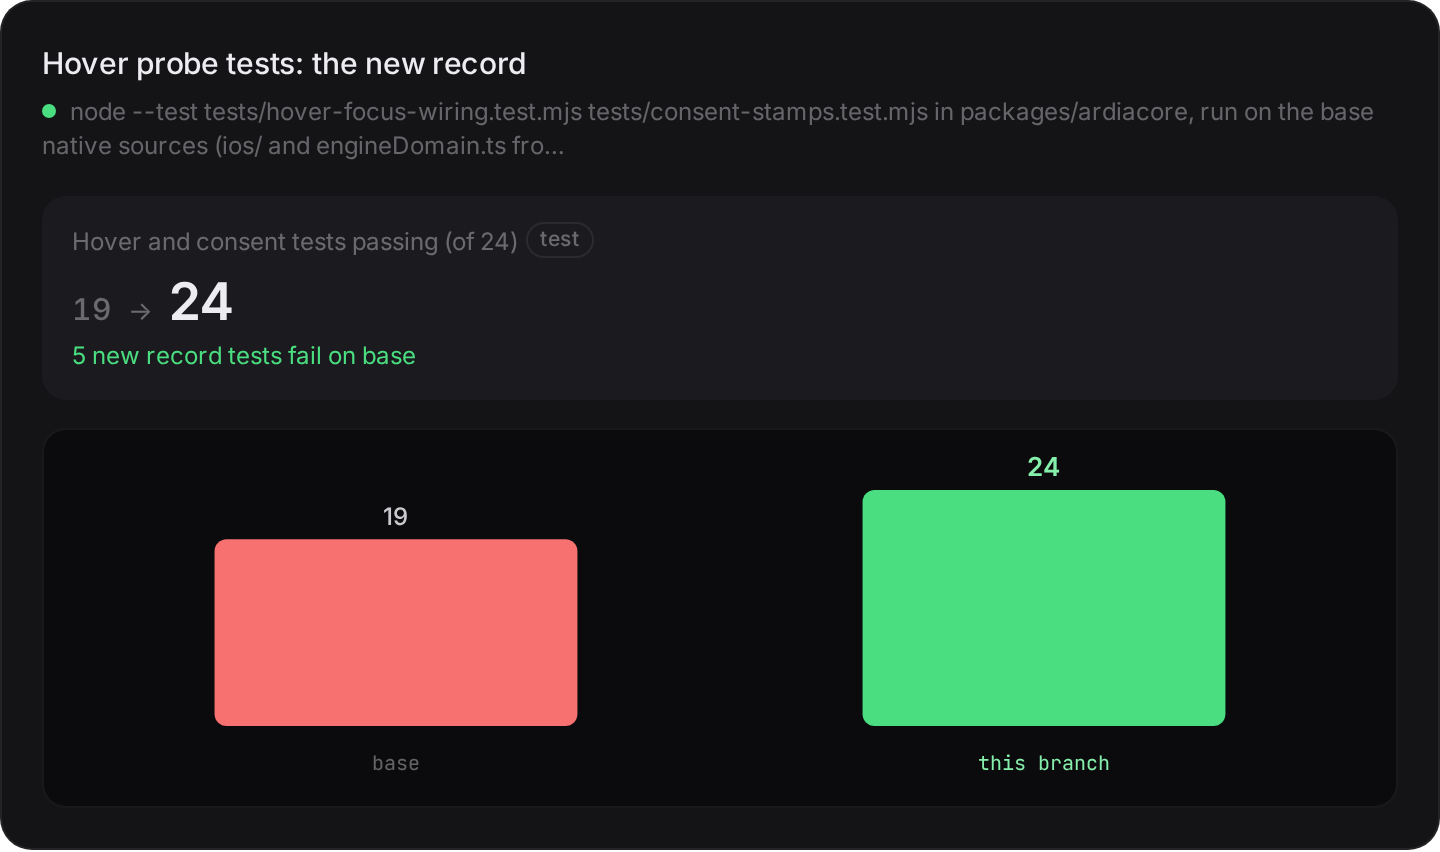 Hover probe tests: the new record
node --test tests/hover-focus-wiring.test.mjs tests/consent-stamps.test.mjs in packages/ardiacore, run on the base
native sources (ios/ and engineDomain.ts fro...
Hover and consent tests passing (of 24) test
19 → 24
5 new record tests fail on base
24
19
base
this branch